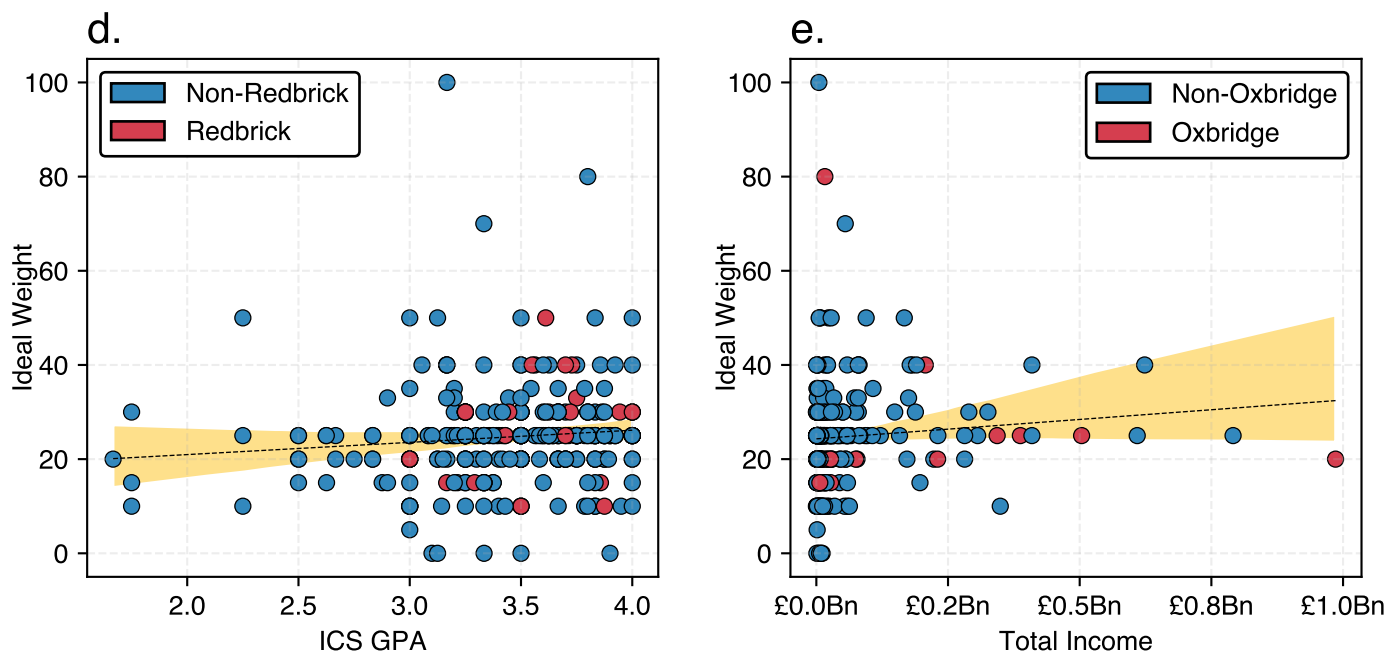 d.
Non-Redbrick
Redbrick
Ideal Weight
100
80
60
40
20
0
2.0 2.5 3.0 3.5 4.0
ICS GPA
e.
Non-Oxbridge
Oxbridge
Ideal Weight
100
80
60
40
20
0
£0.0Bn £0.2Bn £0.5Bn £0.8Bn £1.0Bn
Total Income